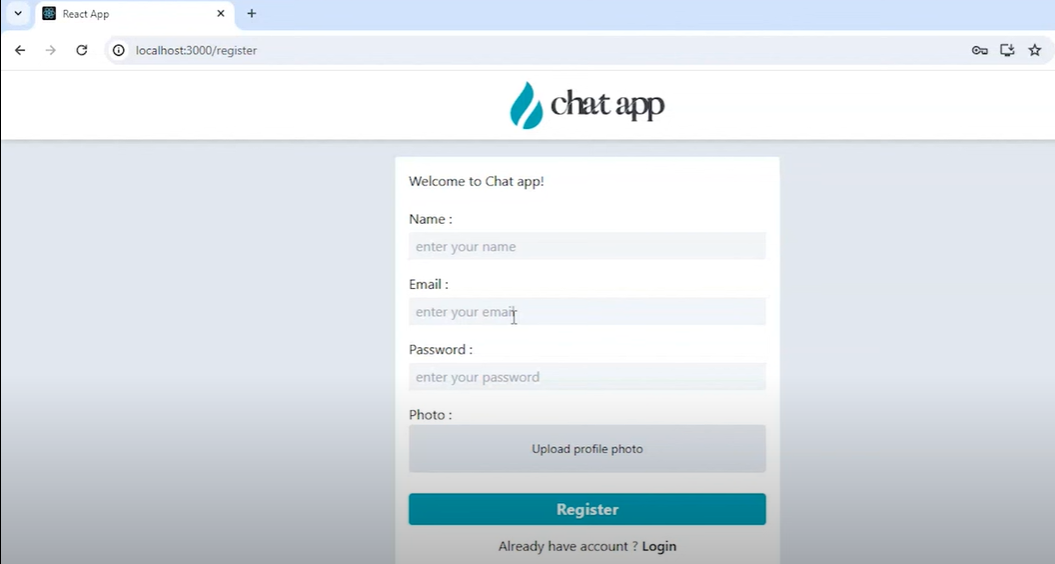 React App
localhost:3000/register
chat app
Welcome to Chat app!
Name :
enter your name
Email :
enter your email
Password :
enter your password
Photo :
Upload profile photo
Register
Already have account ? Login